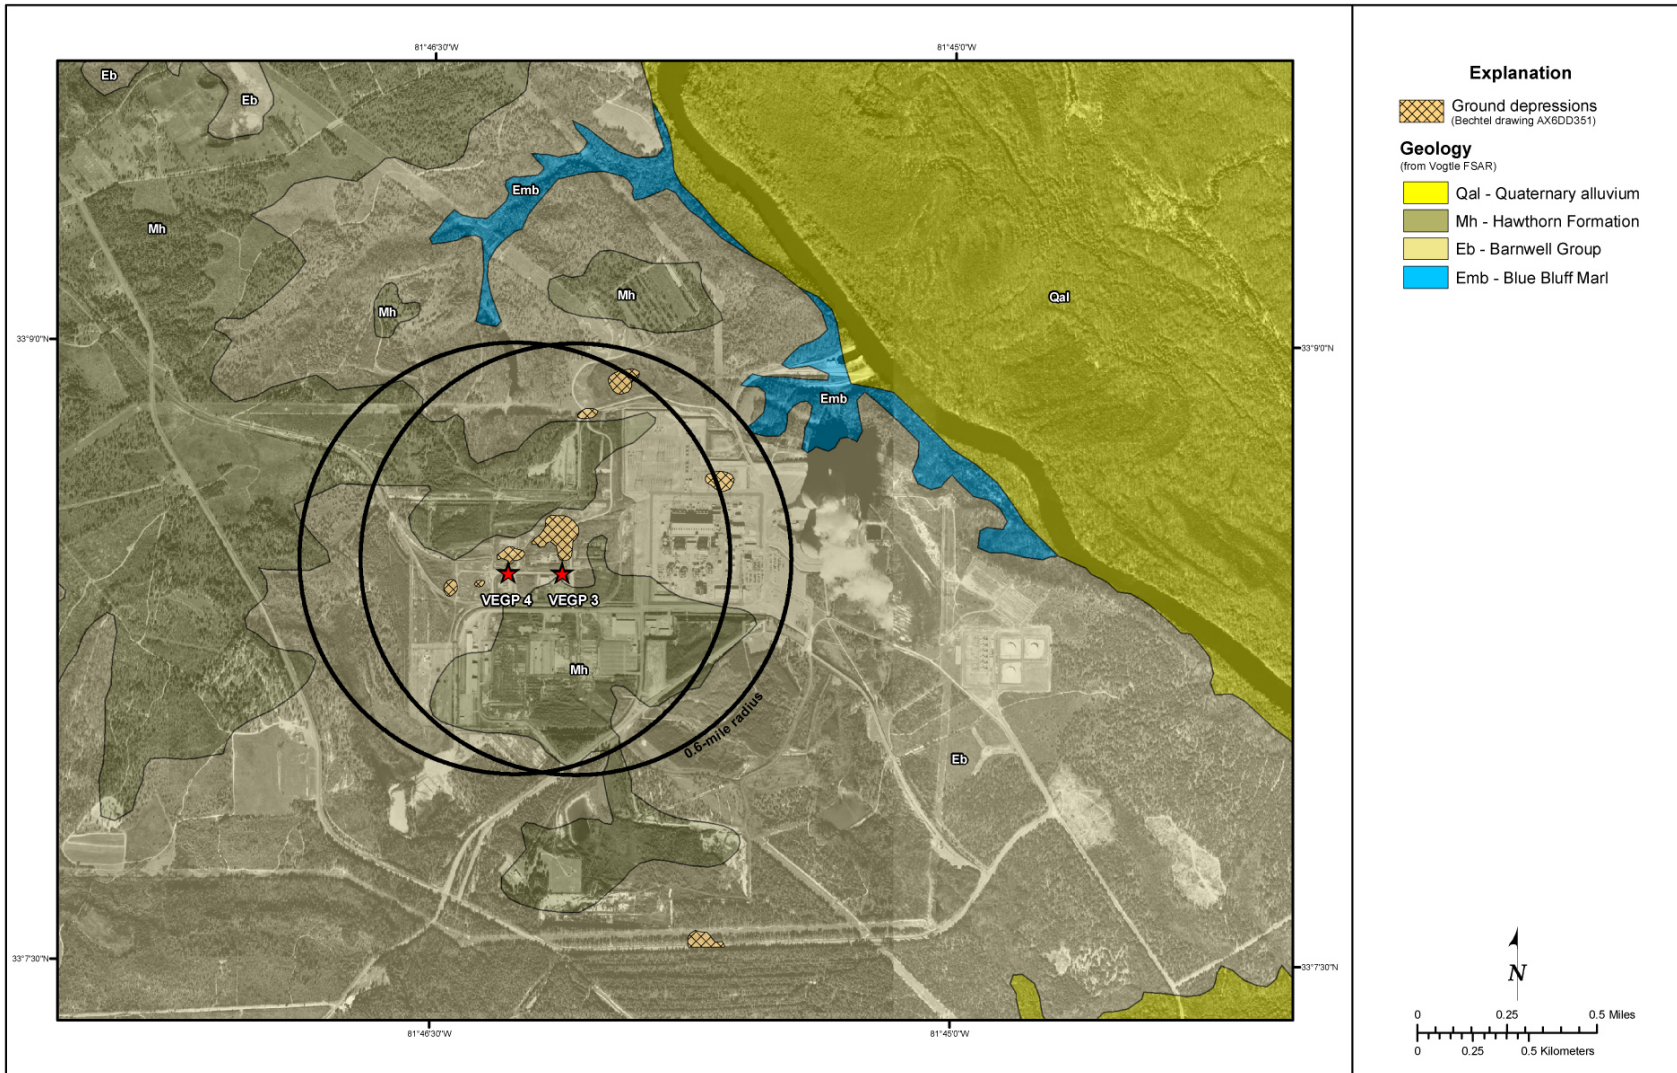 81°46'30"W
81°45'0"W
Eb
Eb
Emb
Mh
Mh
Mh
Qal
33°9'0"N
33°9'0"N
Emb
VEGP 4
VEGP 3
Mh
0.6-mile radius
Eb
33°7'30"N
33°7'30"N
81°46'30"W
81°45'0"W
Explanation
Ground depressions
(Bechtel drawing AX6DD351)
Geology
(from Vogtle FSAR)
Qal - Quaternary alluvium
Mh - Hawthorn Formation
Eb - Barnwell Group
Emb - Blue Bluff Marl
N
0 0.25 0.5 Miles
0 0.25 0.5 Kilometers